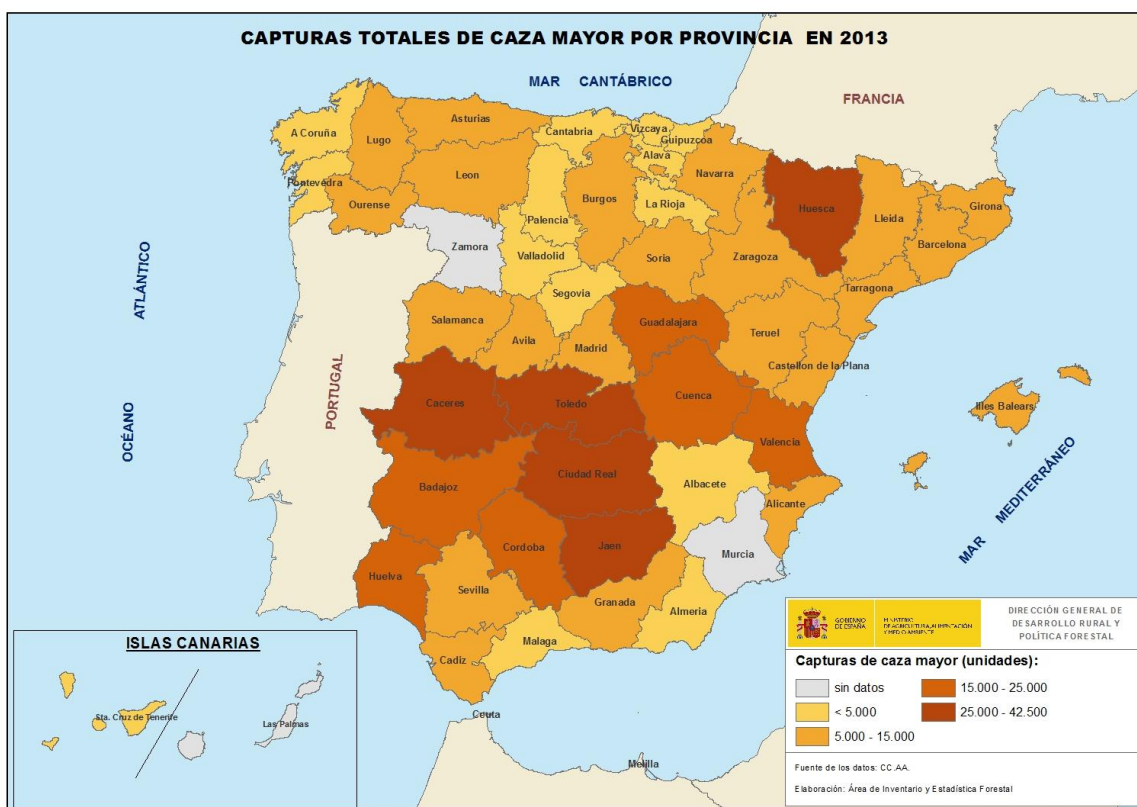 CAPTURAS TOTALES DE CAZA MAYOR POR PROVINCIA EN 2013
MAR CANTÁBRICO
FRANCIA
OCÉANO ATLÁNTICO
PORTUGAL
MAR MEDITERRÁNEO
A Coruña
Lugo
Asturias
Cantabria
Vizcaya
Guipuzcoa
Alava
Navarra
Pontevedra
Ourense
Leon
Palencia
Burgos
La Rioja
Huesca
Lleida
Girona
Barcelona
Zamora
Valladolid
Soria
Zaragoza
Tarragona
Segovia
Salamanca
Avila
Madrid
Guadalajara
Teruel
Castellon de la Plana
Caceres
Toledo
Cuenca
Valencia
Illes Balears
Badajoz
Ciudad Real
Albacete
Alicante
Huelva
Cordoba
Jaen
Murcia
Sevilla
Granada
Almeria
Cadiz
Malaga
Ceuta
Melilla
ISLAS CANARIAS
Sta. Cruz de Tenerife
Las Palmas
GOBIERNO
DE ESPAÑA
MINISTERIO
DE AGRICULTURA, ALIMENTACIÓN
Y MEDIO AMBIENTE
DIRECCIÓN GENERAL DE
DESARROLLO RURAL Y
POLÍTICA FORESTAL
Capturas de caza mayor (unidades):
sin datos
< 5.000
5.000 - 15.000
15.000 - 25.000
25.000 - 42.500
Fuente de los datos: CC.AA.
Elaboración: Área de Inventario y Estadística Forestal